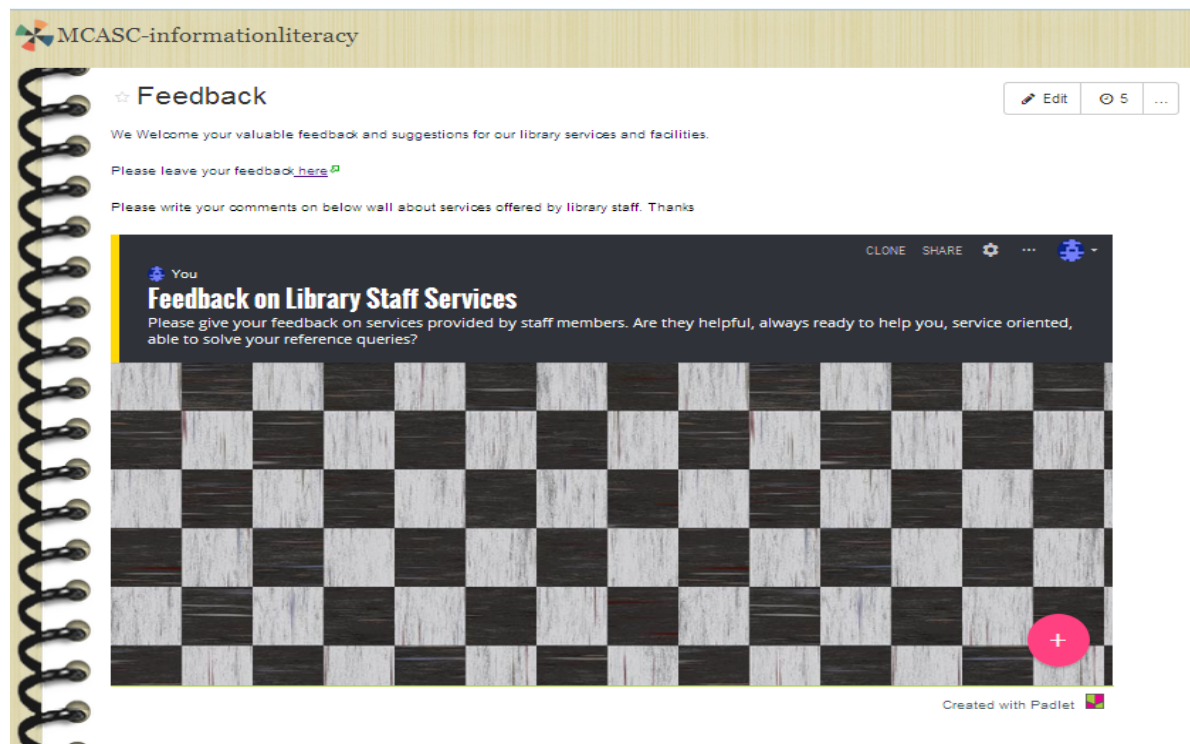 MCASC-informationliteracy
Feedback
Edit
5
...
We Welcome your valuable feedback and suggestions for our library services and facilities.
Please leave your feedback here
Please write your comments on below wall about services offered by library staff. Thanks
CLONE SHARE
You
Feedback on Library Staff Services
Please give your feedback on services provided by staff members. Are they helpful, always ready to help you, service oriented,
able to solve your reference queries?
Created with Padlet